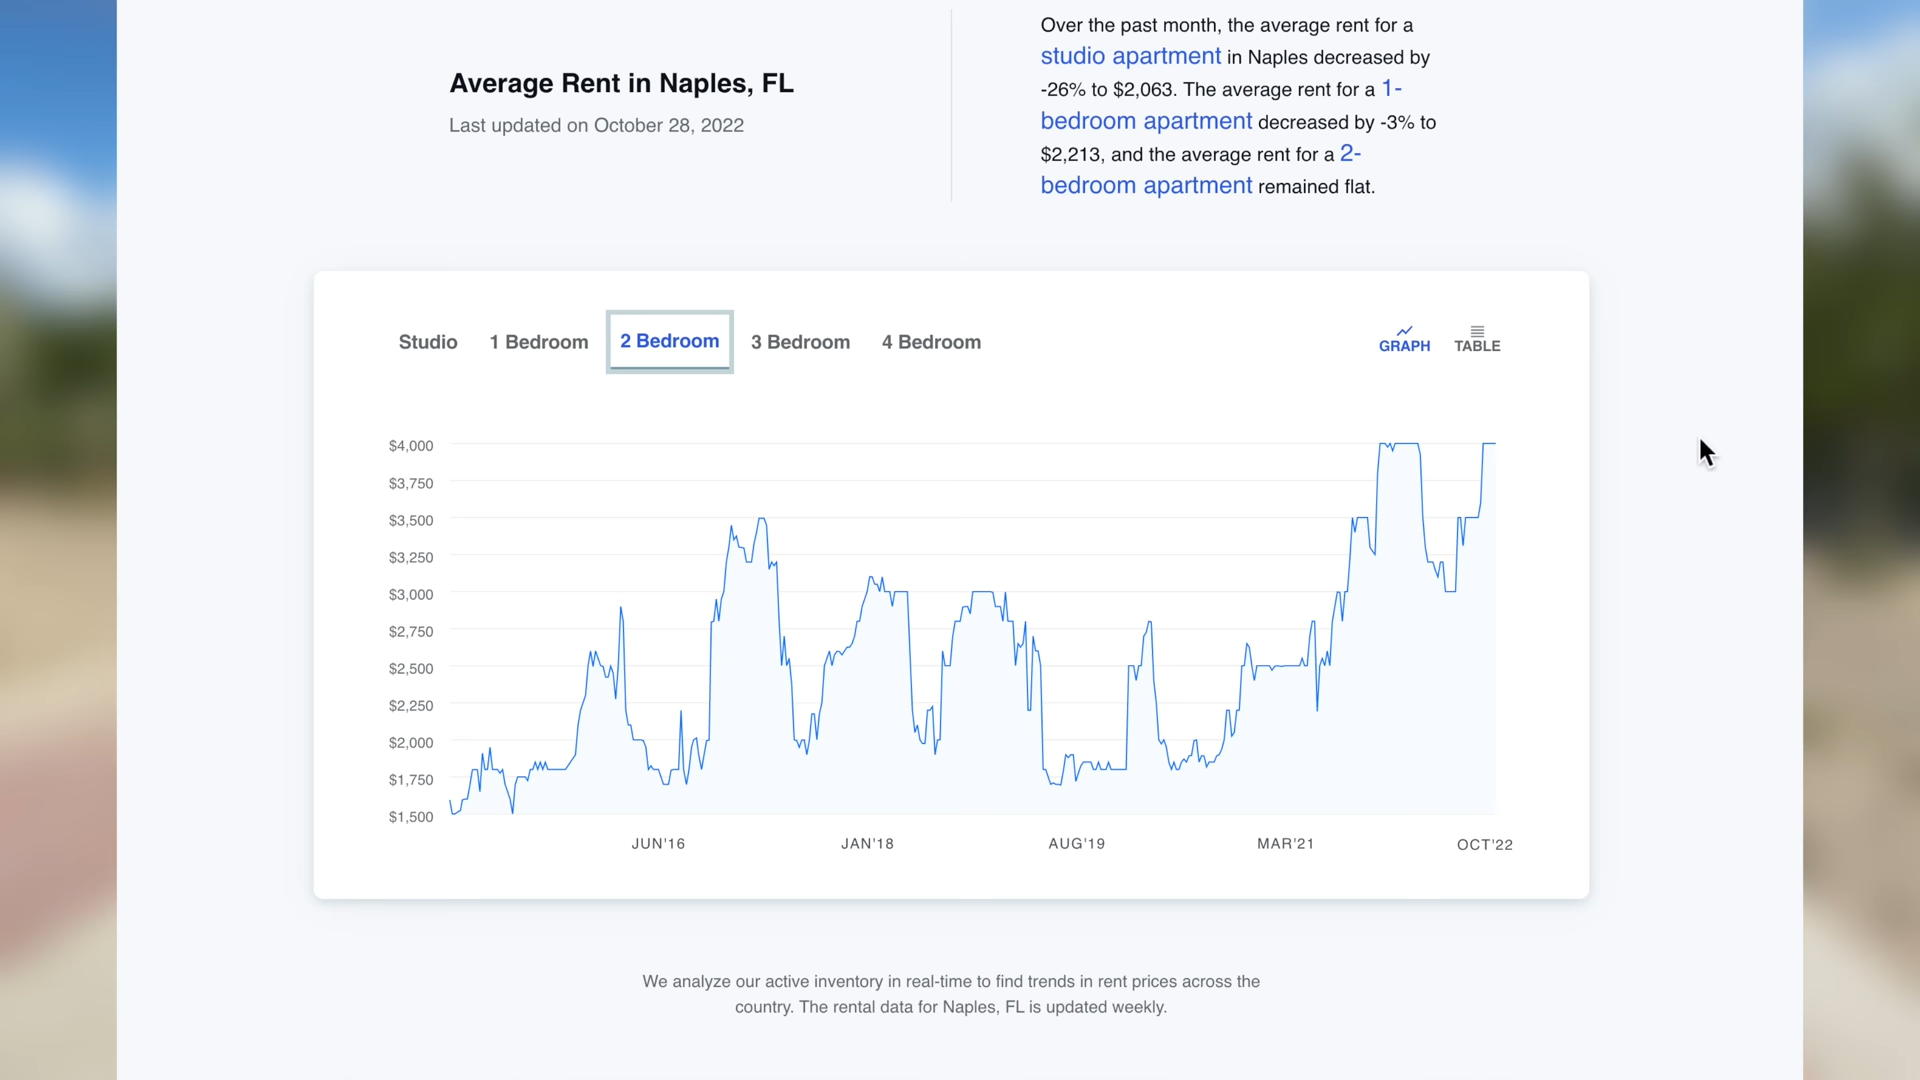 Average Rent in Naples, FL
Last updated on October 28, 2022
Over the past month, the average rent for a
studio apartment in Naples decreased by
-26% to $2,063. The average rent for a 1-
bedroom apartment decreased by -3% to
$2,213, and the average rent for a 2-
bedroom apartment remained flat.
Studio 1 Bedroom 2 Bedroom 3 Bedroom 4 Bedroom
GRAPH TABLE
$4,000
$3,750
$3,500
$3,250
$3,000
$2,750
$2,500
$2,250
$2,000
$1,750
$1,500
JUN'16 JAN'18 AUG'19 MAR'21 OCT'22
We analyze our active inventory in real-time to find trends in rent prices across the
country. The rental data for Naples, FL is updated weekly.